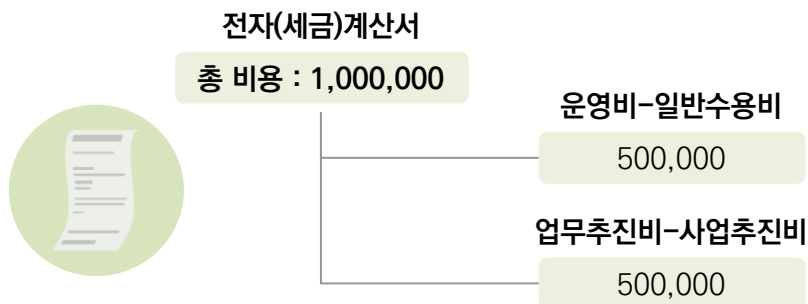 전자(세금)계산서
총 비용 : 1,000,000
운영비-일반수용비
500,000
업무추진비-사업추진비
500,000